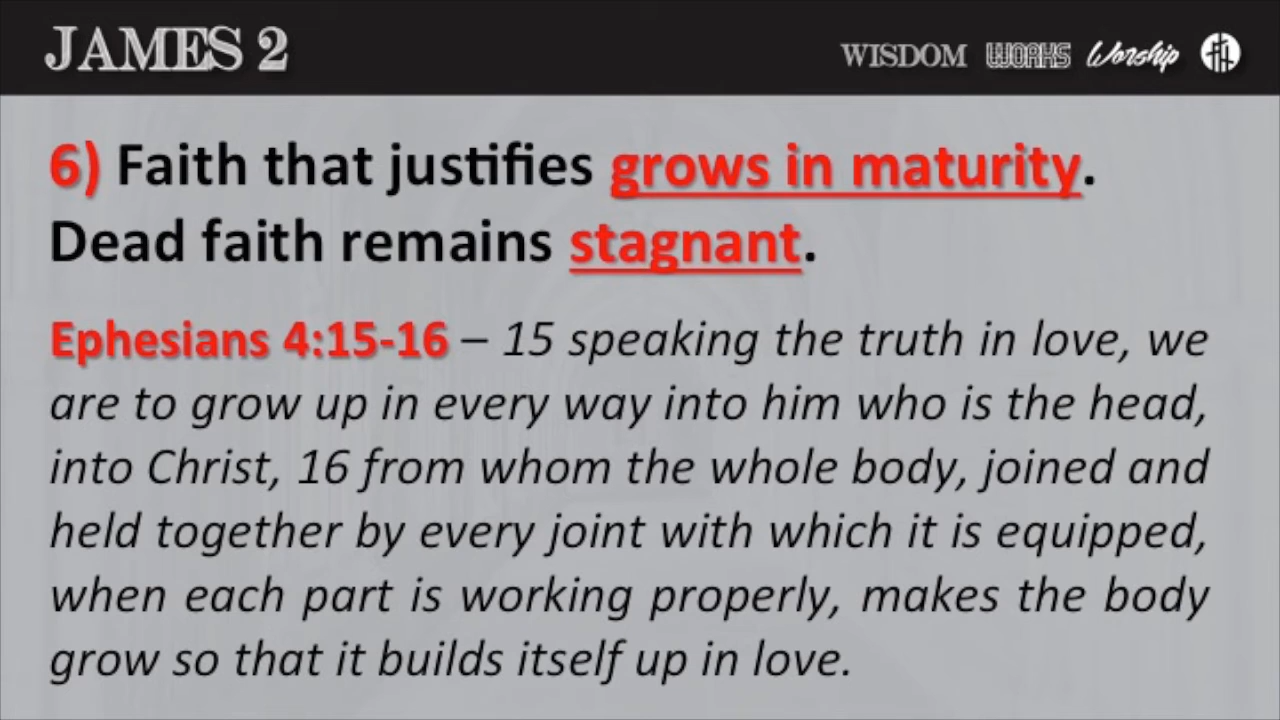 JAMES 2
WISDOM WORKS Worship
6) Faith that justifies grows in maturity.
Dead faith remains stagnant.
Ephesians 4:15-16 – 15 speaking the truth in love, we
are to grow up in every way into him who is the head,
into Christ, 16 from whom the whole body, joined and
held together by every joint with which it is equipped,
when each part is working properly, makes the body
grow so that it builds itself up in love.